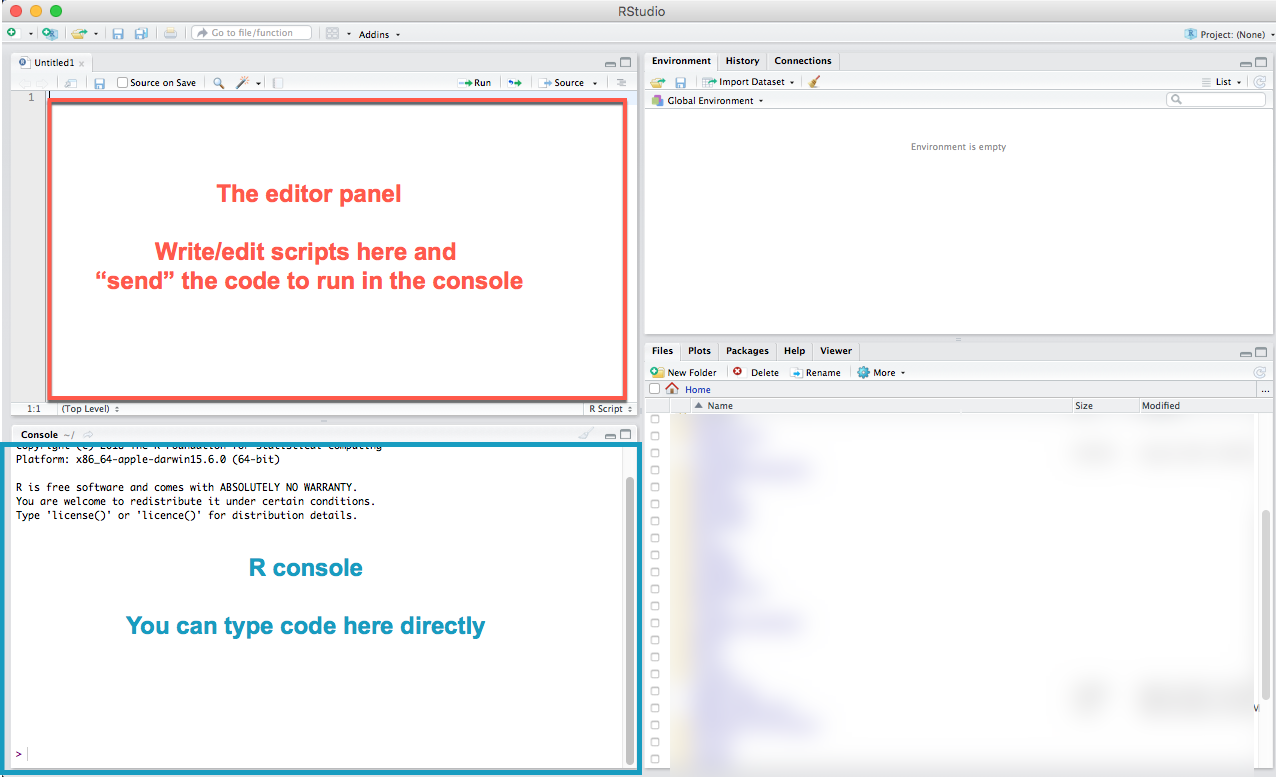 RStudio
Go to file/function
Addins
Project: (None)
Untitled1
Source on Save
Run
Source
1
The editor panel
Write/edit scripts here and
“send” the code to run in the console
1:1 (Top Level)
R Script
Console ~/
Platform: x86_64-apple-darwin15.6.0 (64-bit)
R is free software and comes with ABSOLUTELY NO WARRANTY.
You are welcome to redistribute it under certain conditions.
Type 'license()' or 'licence()' for distribution details.
R console
You can type code here directly
>
Environment History Connections
Import Dataset
List
Global Environment
Environment is empty
Files Plots Packages Help Viewer
New Folder Delete Rename More
Home
...
Name Size Modified